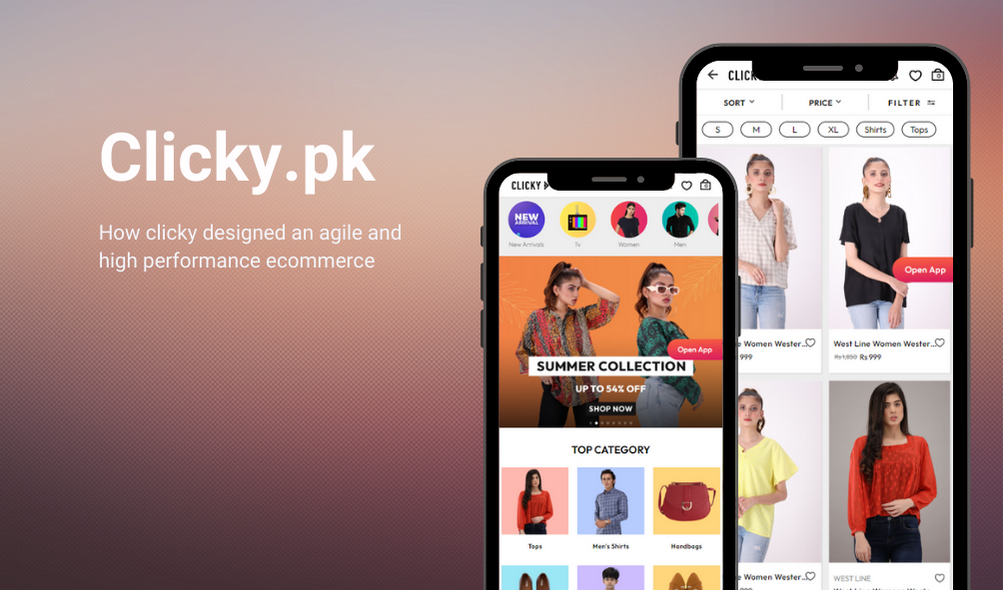 Clicky.pk
How clicky designed an agile and
high performance ecommerce
CLICKY
0
NEW
ARRIVAL
New Arrivals
Tv
Women
Men
Open App
SUMMER COLLECTION
UP TO 54% OFF
SHOP NOW
TOP CATEGORY
Tops
Men's Shirts
Handbags
CLICK
0
SORT
PRICE
FILTER
S
M
L
XL
Shirts
Tops
Open App
e Women Wester..
999
West Line Women Wester..
Rs 999
e Women Wester..
WEST LINE